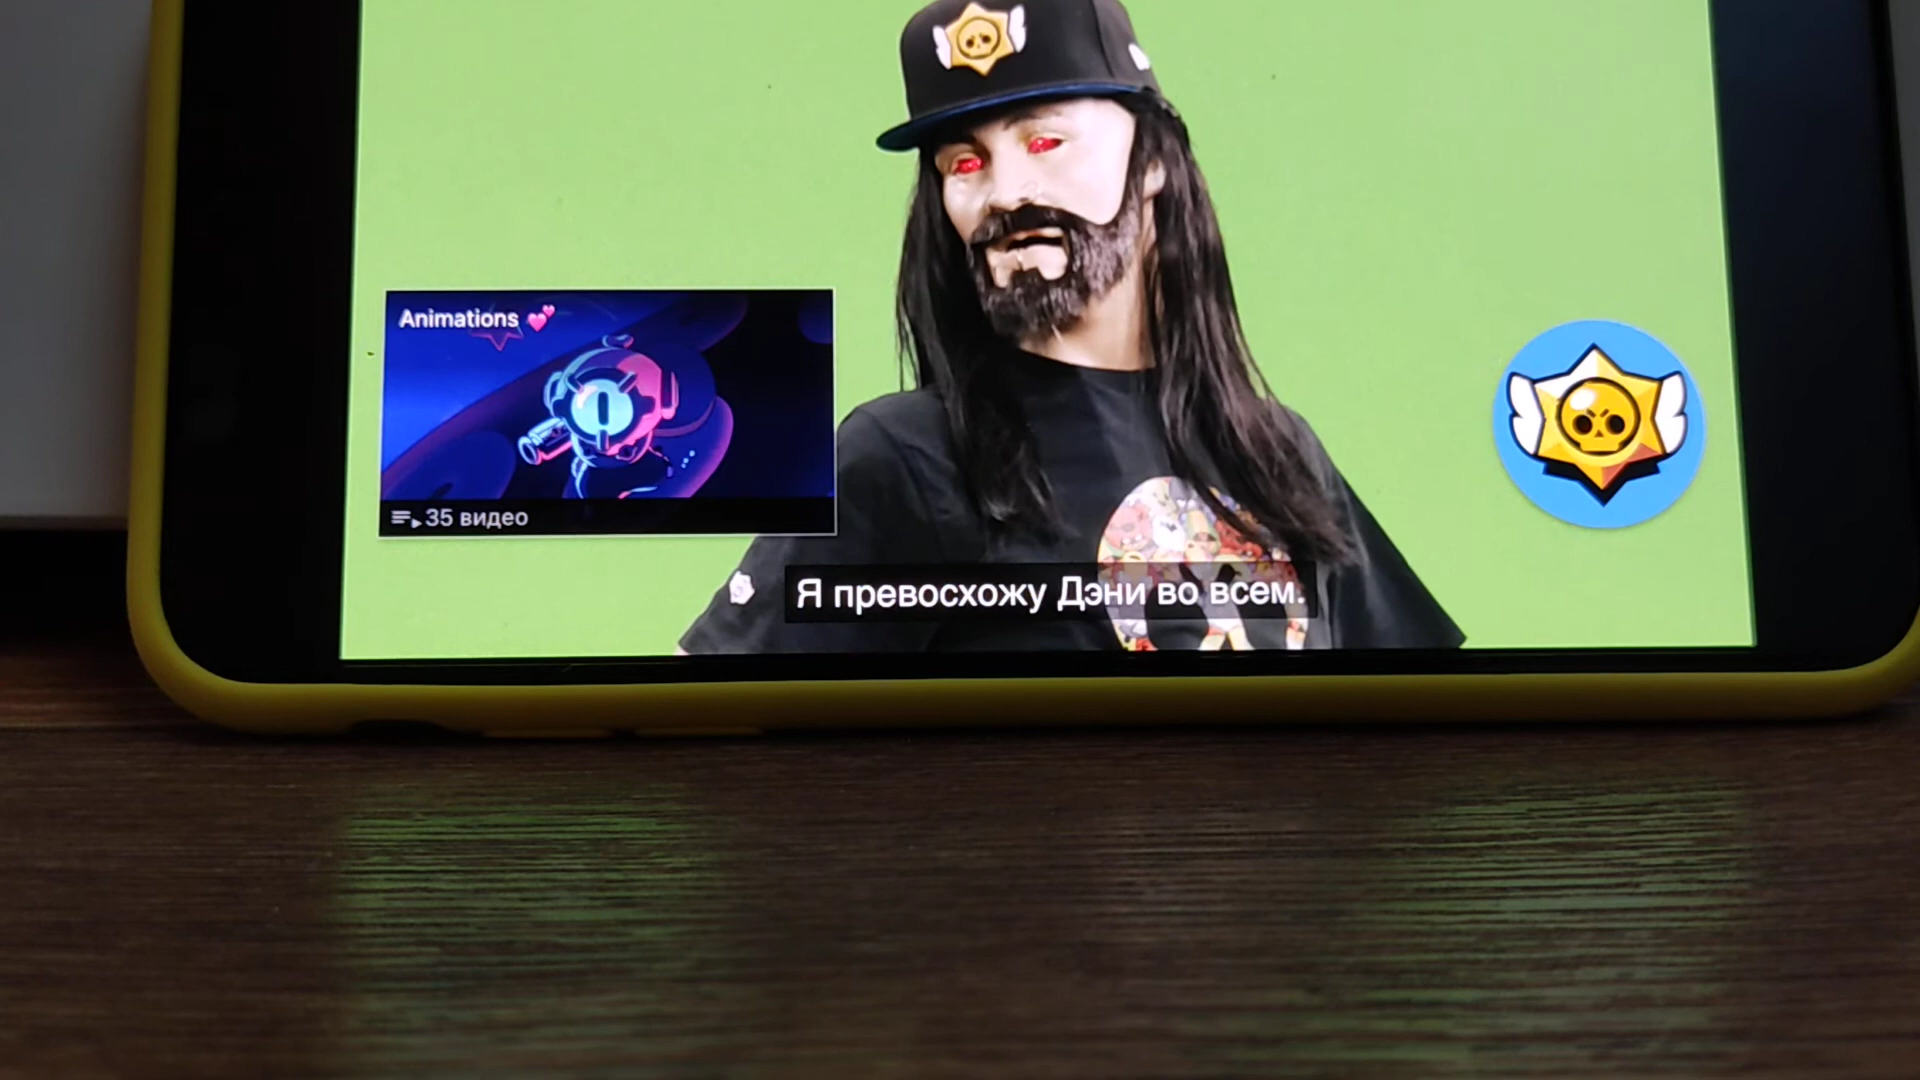 Animations 💕
35 видео
Я превосхожу Дэни во всем.